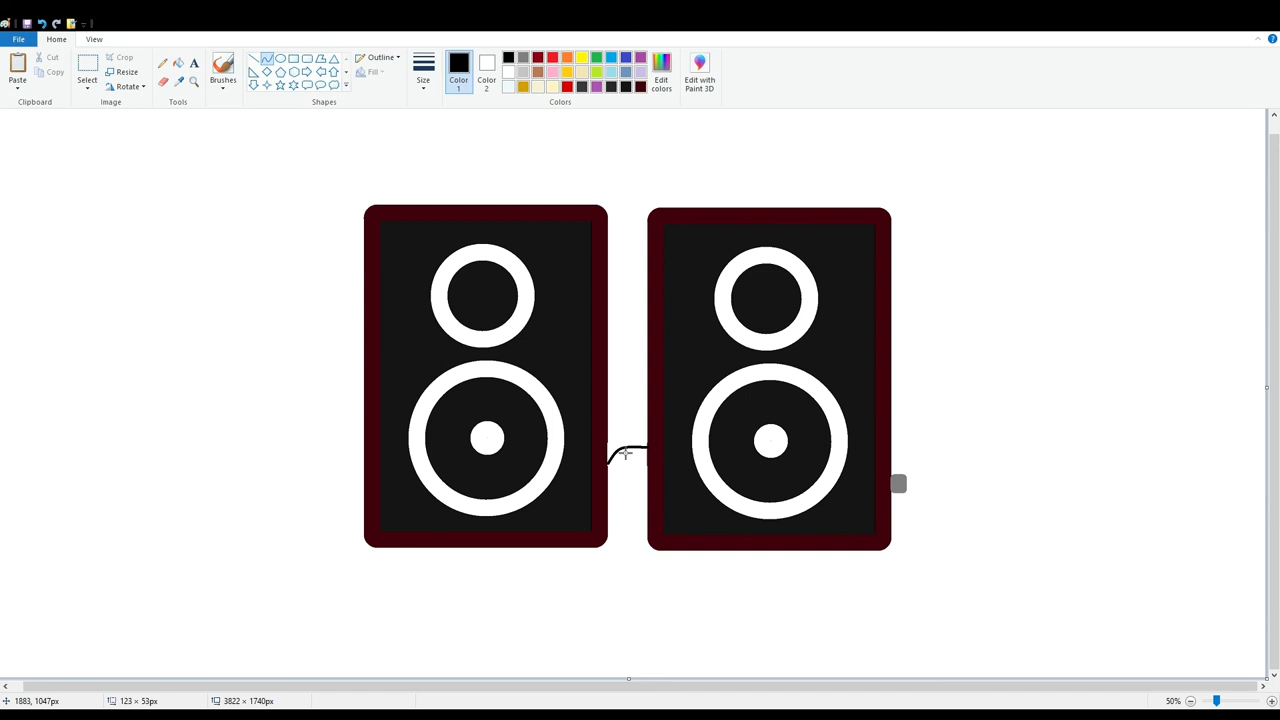 File Home View
Paste
Cut
Copy
Clipboard
Select
Crop
Resize
Rotate
Image
Tools
Brushes
Shapes
Outline
Fill
Size
Color 1
Color 2
Edit colors
Colors
Edit with Paint 3D
1883, 1047px 123 × 53px 3822 × 1740px 50%